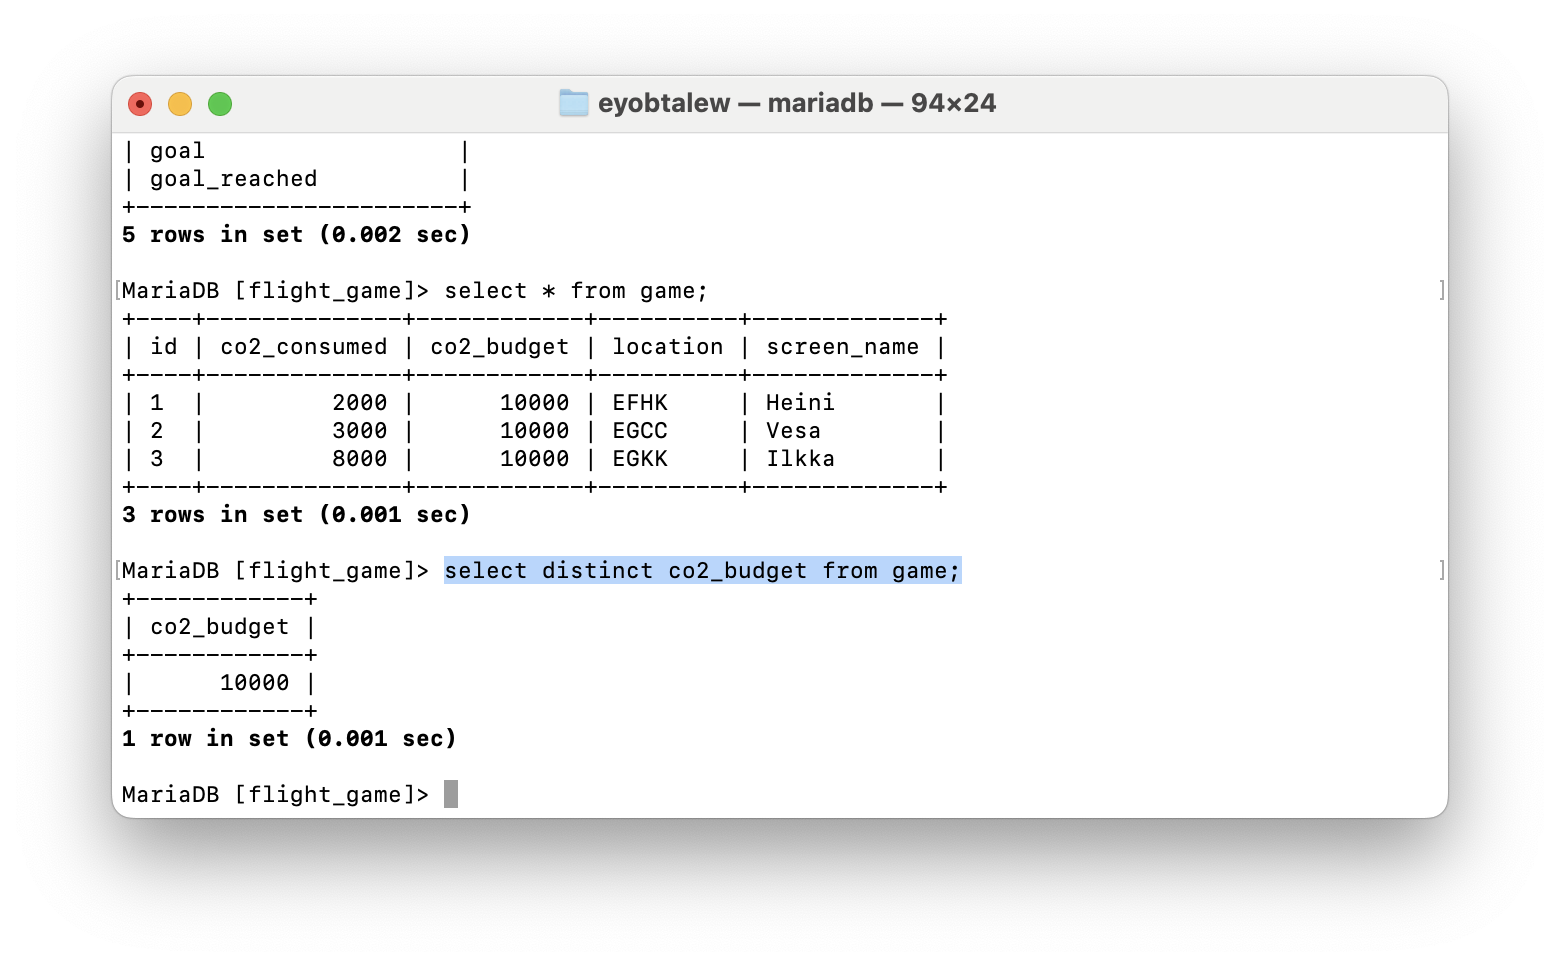 eyobtalew — mariadb — 94×24
| goal                  |
| goal_reached          |
+-----------------------+
5 rows in set (0.002 sec)
[MariaDB [flight_game]> select * from game; ]
+----+--------------+------------+----------+-------------+
| id | co2_consumed | co2_budget | location | screen_name |
+----+--------------+------------+----------+-------------+
| 1  |         2000 |      10000 | EFHK     | Heini       |
| 2  |         3000 |      10000 | EGCC     | Vesa        |
| 3  |         8000 |      10000 | EGKK     | Ilkka       |
+----+--------------+------------+----------+-------------+
3 rows in set (0.001 sec)
[MariaDB [flight_game]> select distinct co2_budget from game; ]
+------------+
| co2_budget |
+------------+
|      10000 |
+------------+
1 row in set (0.001 sec)
MariaDB [flight_game]>